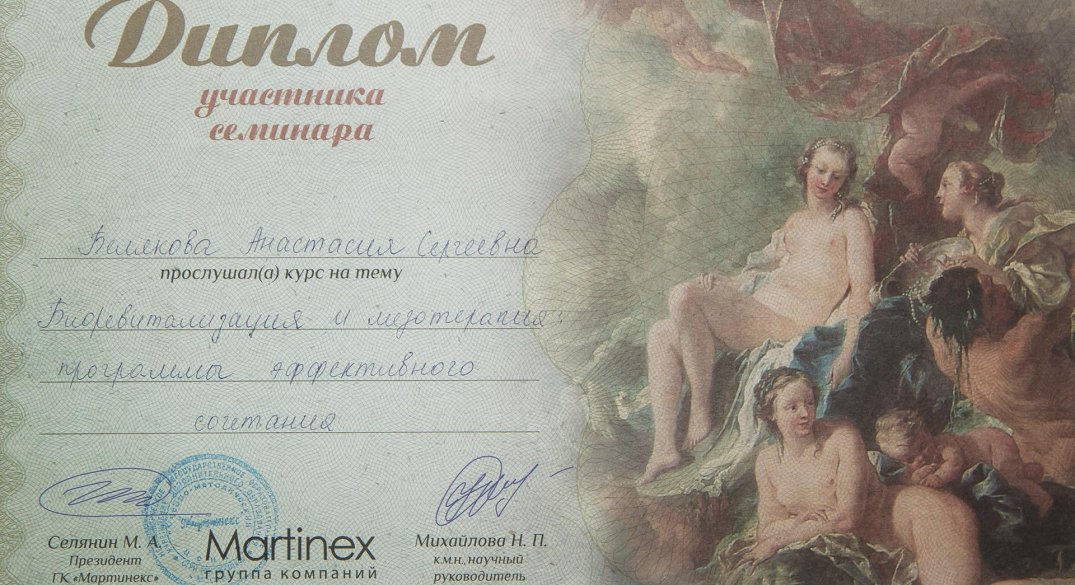 Диплом
участника
семинара
Белякова Анастасия Сергеевна
прослушал(а) курс на тему
Биоревитализация и мезотерапия:
программы эффективного
сочетания
Селянин М. А.
Президент
ГК «Мартинекс»
Martinex
группа компаний
Михайлова Н. П.
к.м.н, научный
руководитель